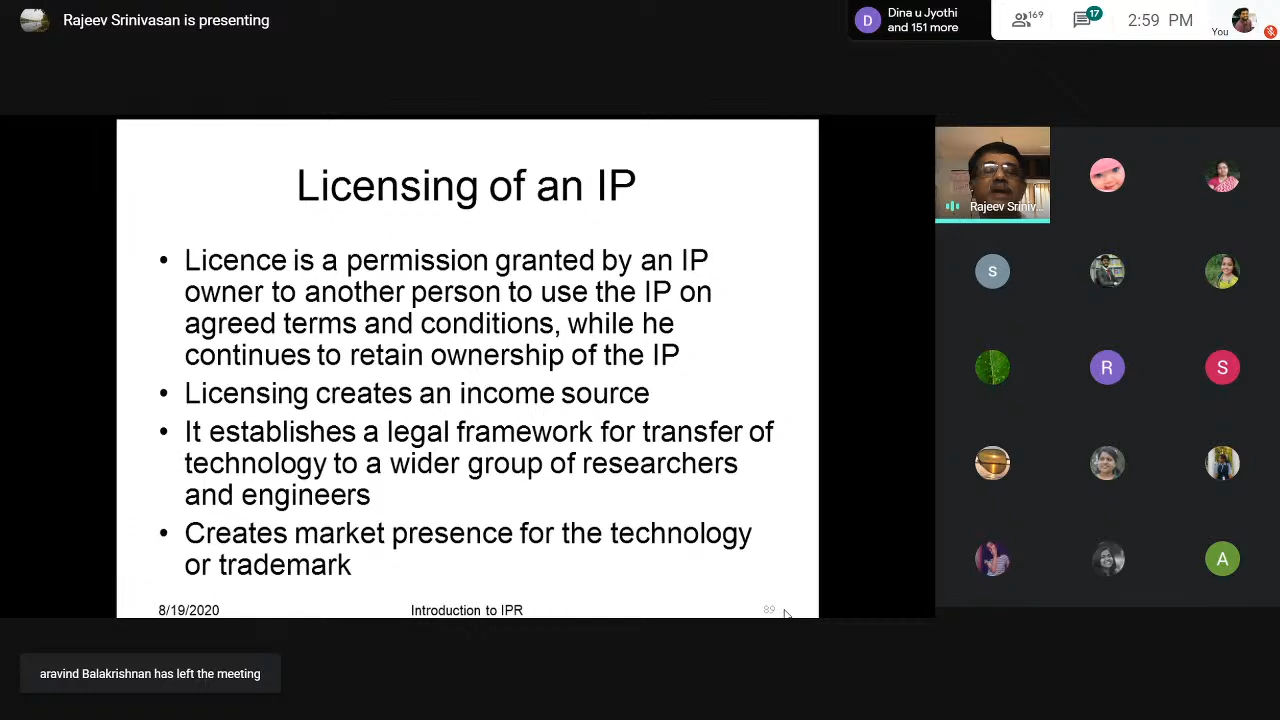 Rajeev Srinivasan is presenting
D
Dina u Jyothi
and 151 more
169
17
2:59 PM
You
Licensing of an IP
• Licence is a permission granted by an IP
owner to another person to use the IP on
agreed terms and conditions, while he
continues to retain ownership of the IP
• Licensing creates an income source
• It establishes a legal framework for transfer of
technology to a wider group of researchers
and engineers
• Creates market presence for the technology
or trademark
8/19/2020
Introduction to IPR
89
Rajeev Sriniv...
S
R
S
A
aravind Balakrishnan has left the meeting